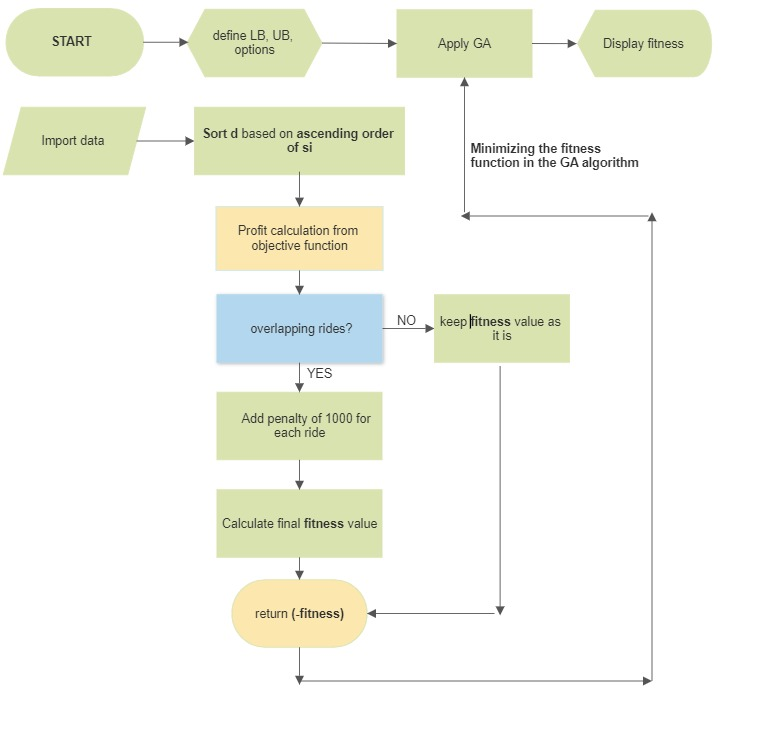 START
define LB, UB,
options
Apply GA
Display fitness
Import data
Sort d based on ascending order
of si
Minimizing the fitness
function in the GA algorithm
Profit calculation from
objective function
overlapping rides?
NO
keep fitness value as
it is
YES
Add penalty of 1000 for
each ride
Calculate final fitness value
return (-fitness)